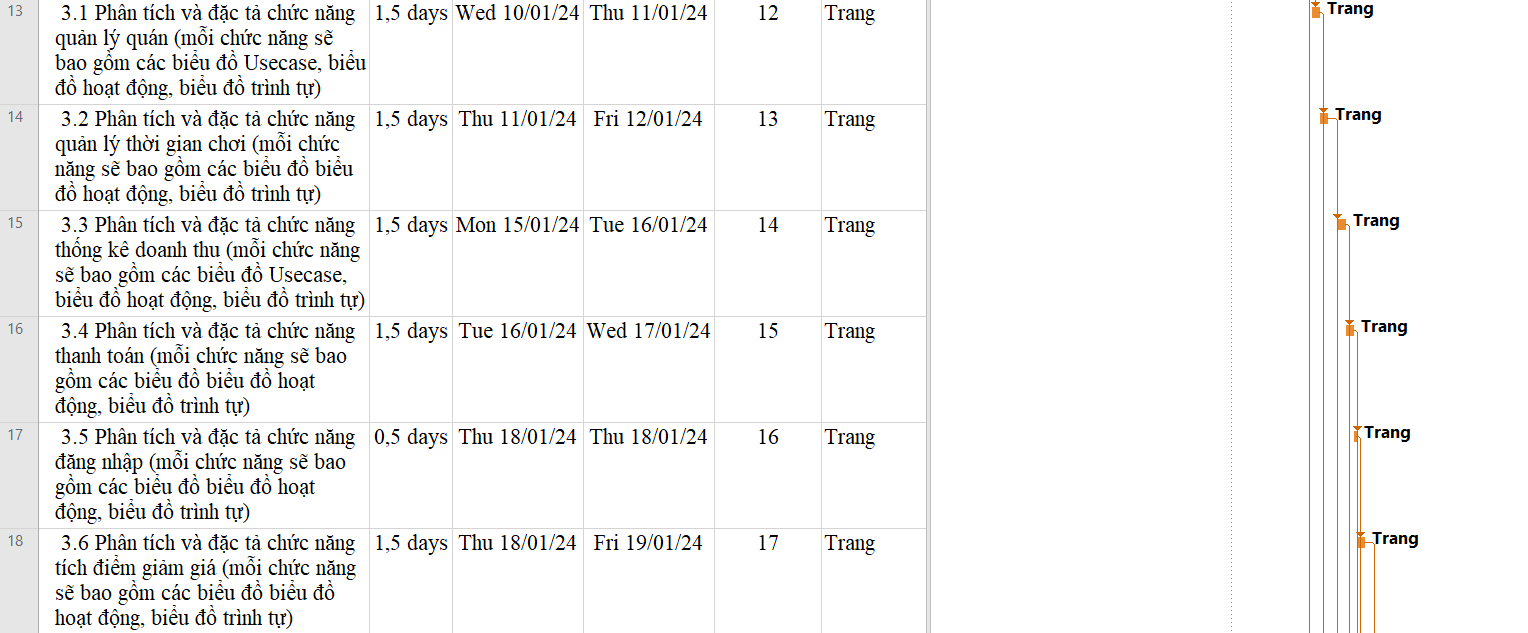 13 3.1 Phân tích và đặc tả chức năng 1,5 days Wed 10/01/24 Thu 11/01/24 12 Trang Trang
quản lý quán (mỗi chức năng sẽ
bao gồm các biểu đồ Usecase, biểu
đồ hoạt động, biểu đồ trình tự)
14 3.2 Phân tích và đặc tả chức năng 1,5 days Thu 11/01/24 Fri 12/01/24 13 Trang Trang
quản lý thời gian chơi (mỗi chức
năng sẽ bao gồm các biểu đồ biểu
đồ hoạt động, biểu đồ trình tự)
15 3.3 Phân tích và đặc tả chức năng 1,5 days Mon 15/01/24 Tue 16/01/24 14 Trang Trang
thống kê doanh thu (mỗi chức năng
sẽ bao gồm các biểu đồ Usecase,
biểu đồ hoạt động, biểu đồ trình tự)
16 3.4 Phân tích và đặc tả chức năng 1,5 days Tue 16/01/24 Wed 17/01/24 15 Trang Trang
thanh toán (mỗi chức năng sẽ bao
gồm các biểu đồ biểu đồ hoạt
động, biểu đồ trình tự)
17 3.5 Phân tích và đặc tả chức năng 0,5 days Thu 18/01/24 Thu 18/01/24 16 Trang Trang
đăng nhập (mỗi chức năng sẽ bao
gồm các biểu đồ biểu đồ hoạt
động, biểu đồ trình tự)
18 3.6 Phân tích và đặc tả chức năng 1,5 days Thu 18/01/24 Fri 19/01/24 17 Trang Trang
tích điểm giảm giá (mỗi chức năng
sẽ bao gồm các biểu đồ biểu đồ
hoạt động, biểu đồ trình tự)